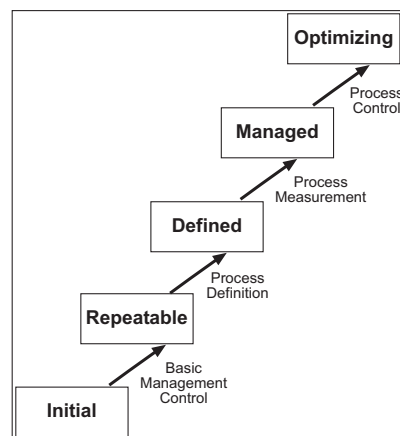 Optimizing
Process
Control
Managed
Process
Measurement
Defined
Process
Definition
Repeatable
Basic
Management
Control
Initial